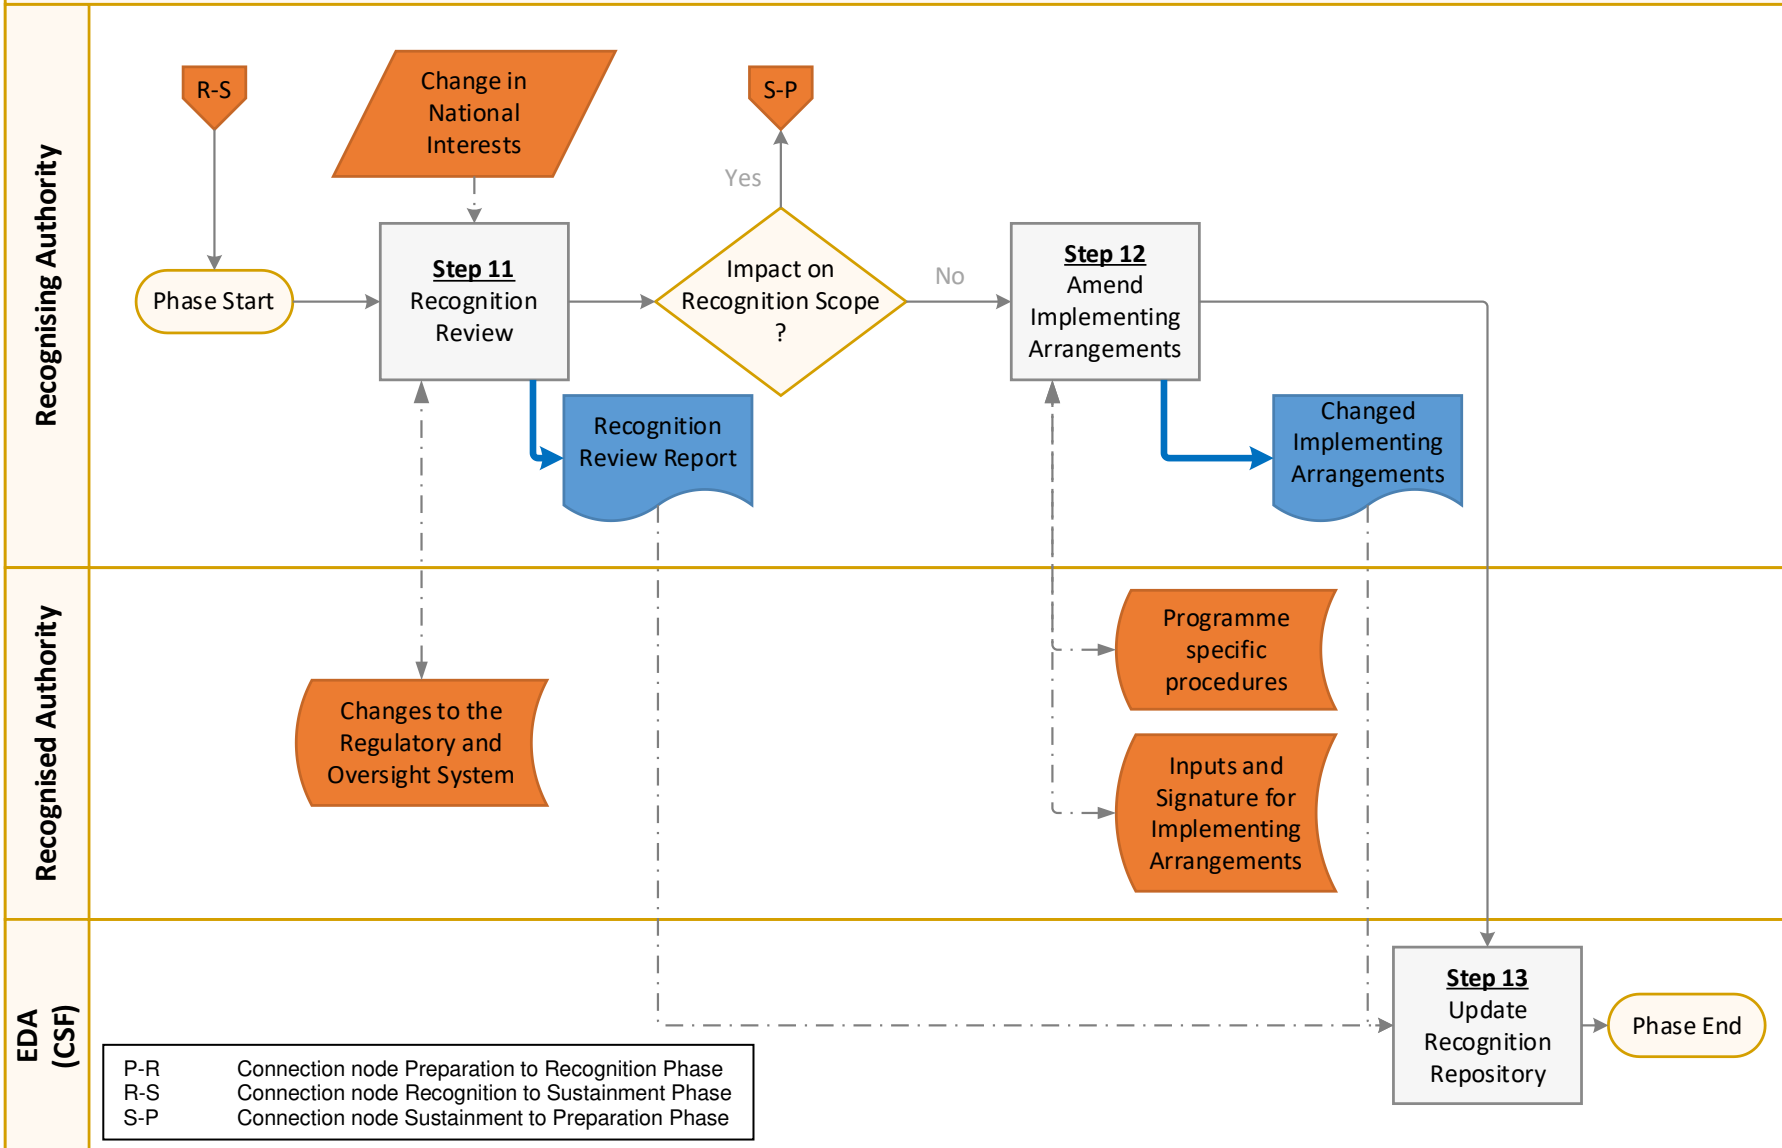 Recognising Authority
R-S
Change in
National
Interests
S-P
Yes
Phase Start
Step 11
Recognition
Review
Impact on
Recognition Scope
?
No
Step 12
Amend
Implementing
Arrangements
Recognition
Review Report
Changed
Implementing
Arrangements
Recognised Authority
Changes to the
Regulatory and
Oversight System
Programme
specific
procedures
Inputs and
Signature for
Implementing
Arrangements
EDA
(CSF)
Step 13
Update
Recognition
Repository
Phase End
P-R Connection node Preparation to Recognition Phase
R-S Connection node Recognition to Sustainment Phase
S-P Connection node Sustainment to Preparation Phase